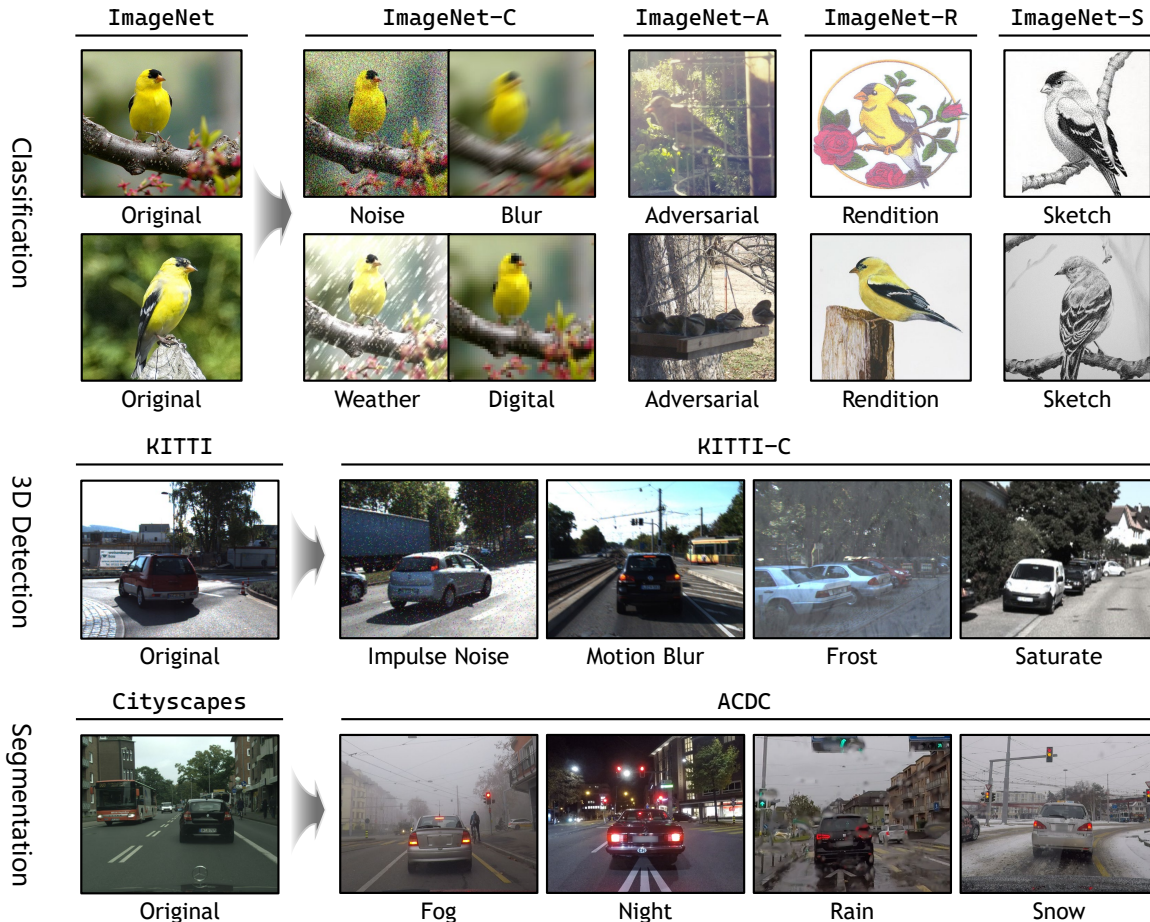 ImageNet ImageNet-C ImageNet-A ImageNet-R ImageNet-S
Classification
Original Noise Blur Adversarial Rendition Sketch
Original Weather Digital Adversarial Rendition Sketch
KITTI KITTI-C
3D Detection
Original Impulse Noise Motion Blur Frost Saturate
Cityscapes ACDC
Segmentation
Original Fog Night Rain Snow